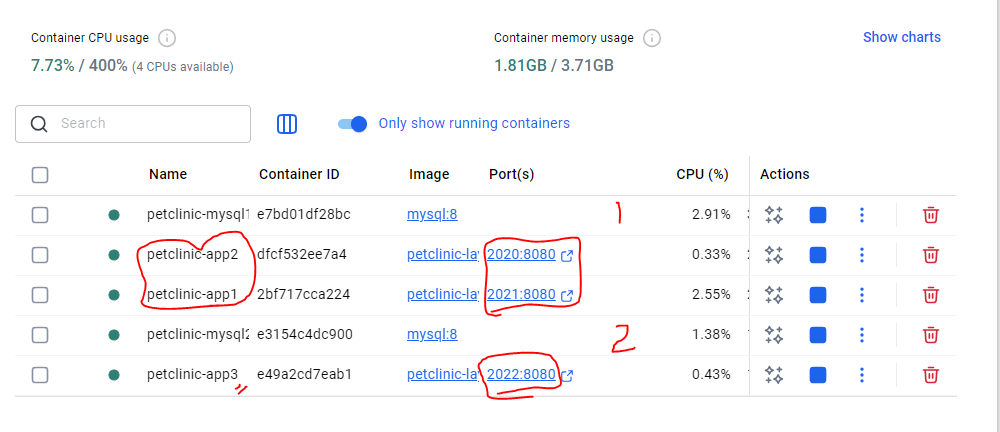 Container CPU usage
Container memory usage
Show charts
7.73% / 400% (4 CPUs available)
1.81GB / 3.71GB
Search
Only show running containers
Name Container ID Image Port(s) CPU (%) Actions
petclinic-mysql1 e7bd01df28bc mysql:8 1 2.91%
petclinic-app2 dfcf532ee7a4 petclinic-la 2020:8080 0.33%
petclinic-app1 2bf717cca224 petclinic-la 2021:8080 2.55%
petclinic-mysql2 e3154c4dc900 mysql:8 2 1.38%
petclinic-app3 e49a2cd7eab1 petclinic-la 2022:8080 0.43%